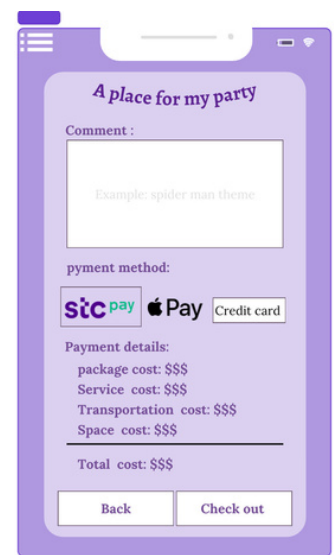 A place for my party
Comment :
Example: spider man theme
pyment method:
stc pay Pay Credit card
Payment details:
package cost: $$$
Service cost: $$$
Transportation cost: $$$
Space cost: $$$
Total cost: $$$
Back Check out